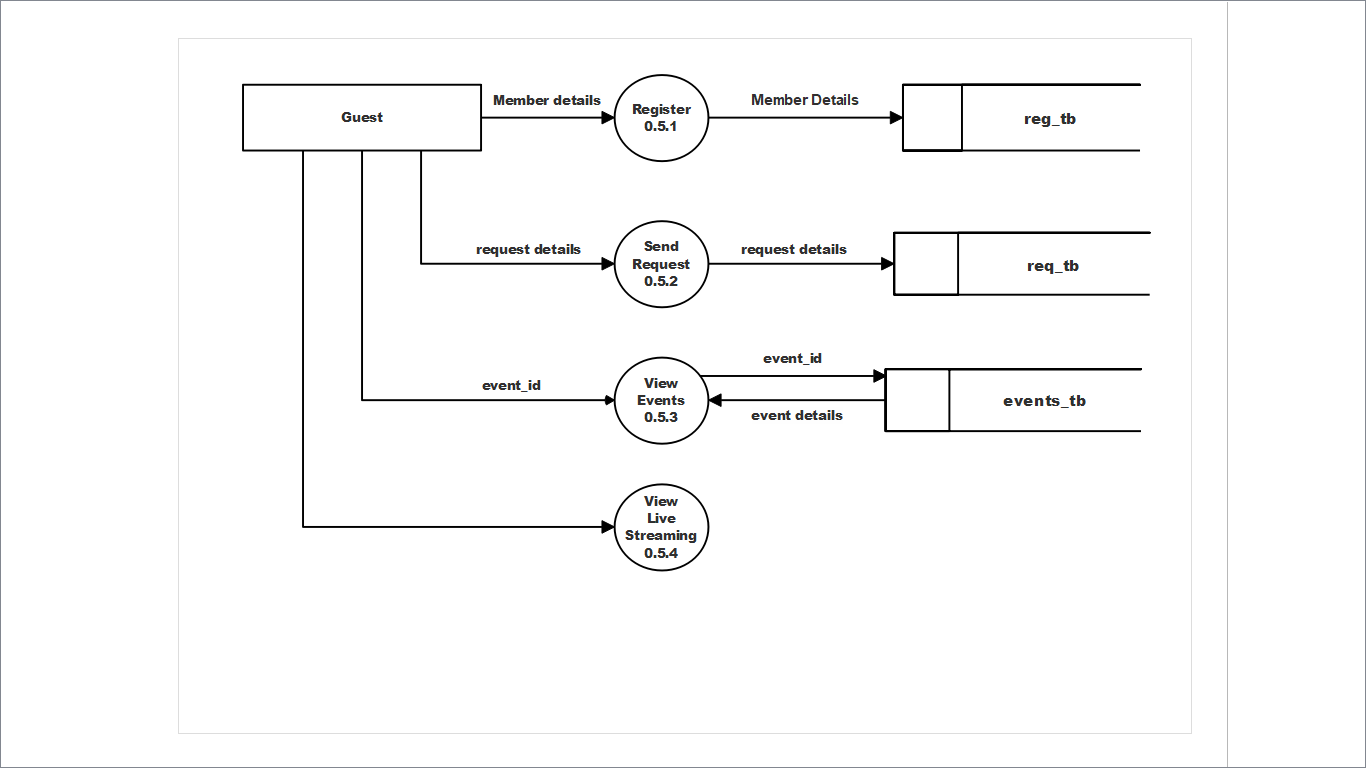 Guest
Member details
Register
0.5.1
Member Details
reg_tb
request details
Send
Request
0.5.2
request details
req_tb
event_id
View
Events
0.5.3
event_id
event details
events_tb
View
Live
Streaming
0.5.4